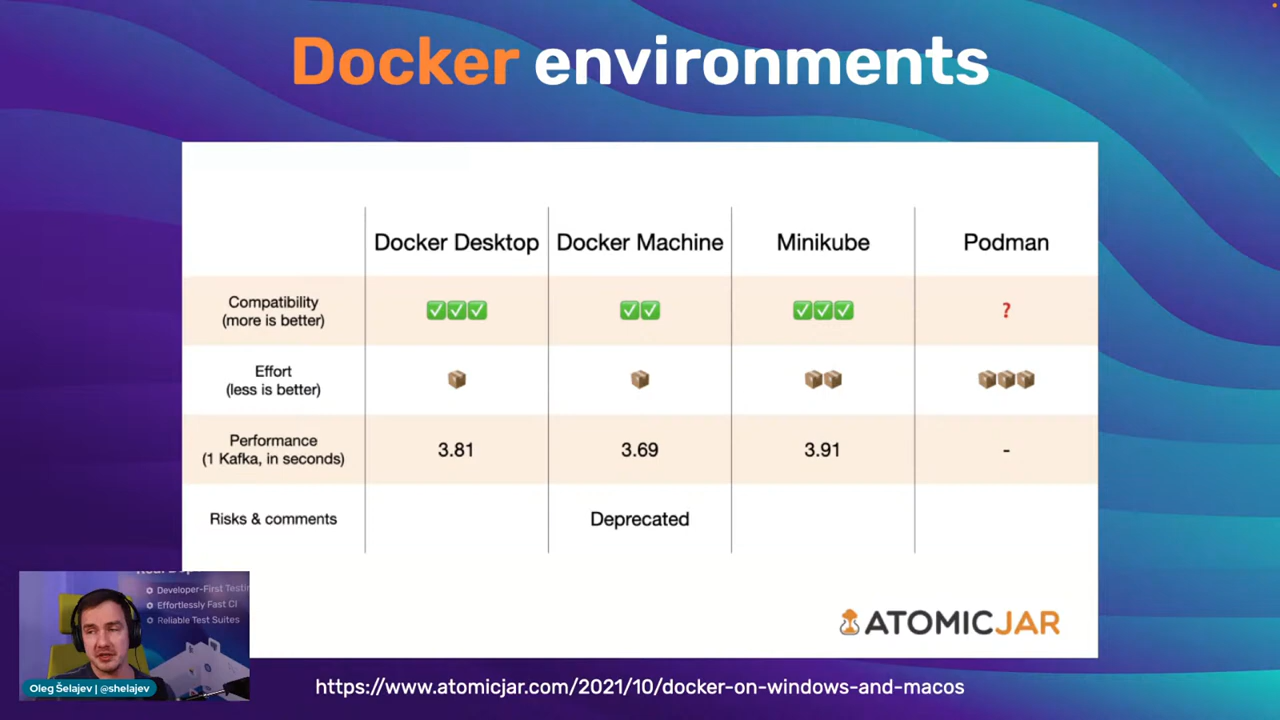 Docker environments
Docker Desktop
Docker Machine
Minikube
Podman
Compatibility
(more is better)
✅✅✅
✅✅
✅✅✅
?
Effort
(less is better)
📦
📦
📦📦
📦📦📦
Performance
(1 Kafka, in seconds)
3.81
3.69
3.91
-
Risks & comments
Deprecated
ATOMICJAR
Developer-First
Effortlessly Fast CI
Reliable Test Suites
Oleg Šelajev | @shelajev
https://www.atomicjar.com/2021/10/docker-on-windows-and-macos